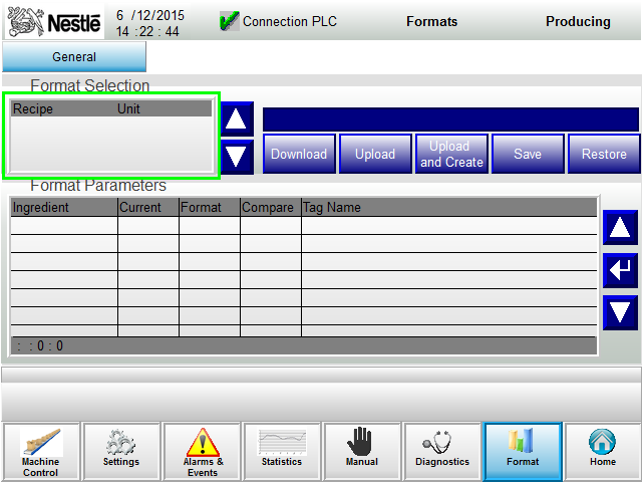 Nestlé
6 /12/2015
14 :22 : 44
Connection PLC
Formats
Producing
General
Format Selection
Recipe Unit
Download
Upload
Upload
and Create
Save
Restore
Format Parameters
Ingredient Current Format Compare Tag Name
: : 0 : 0
Machine
Control
Settings
Alarms &
Events
Statistics
Manual
Diagnostics
Format
Home